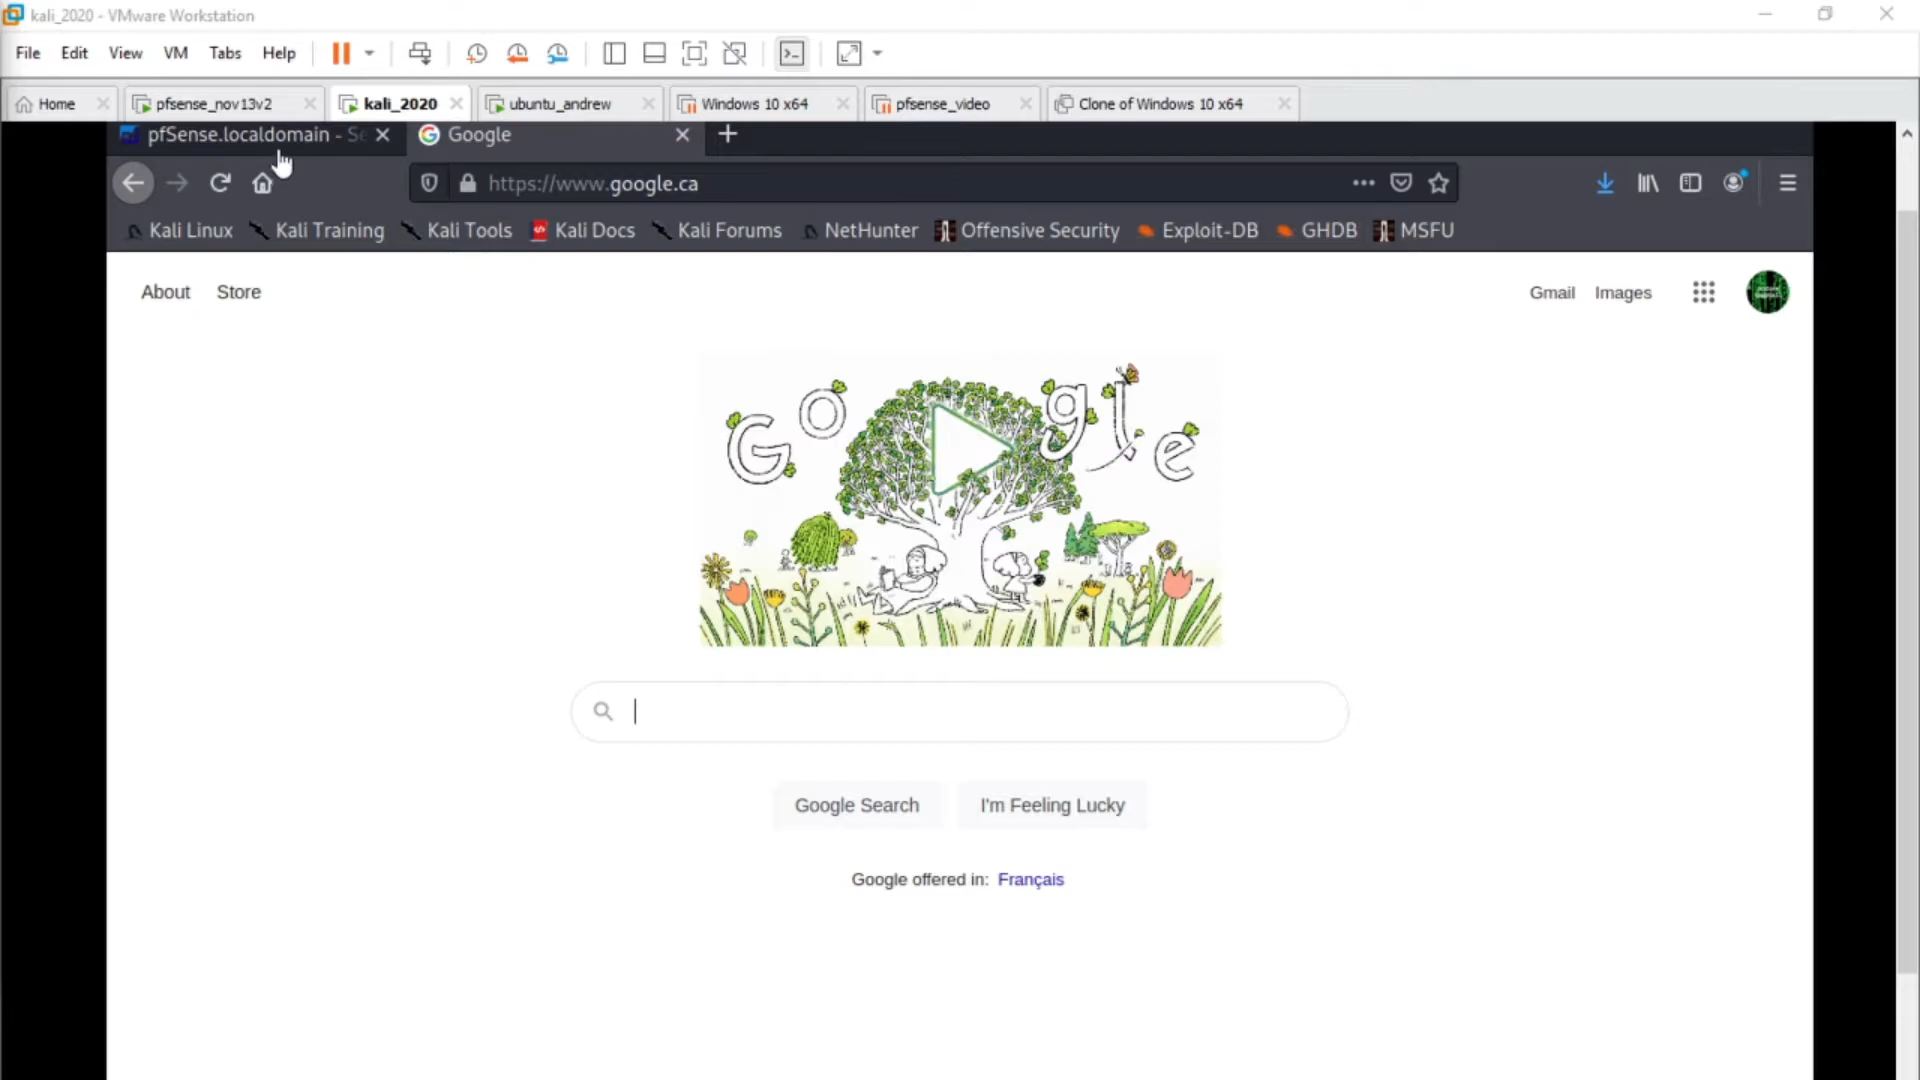 kali_2020 - VMware Workstation
File Edit View VM Tabs Help
Home pfsense_nov13v2 kali_2020 ubuntu_andrew Windows 10 x64 pfsense_video Clone of Windows 10 x64
pfSense.localdomain - Se Google
https://www.google.ca
Kali Linux Kali Training Kali Tools Kali Docs Kali Forums NetHunter Offensive Security Exploit-DB GHDB MSFU
About Store Gmail Images
Google
Google Search I'm Feeling Lucky
Google offered in: Français